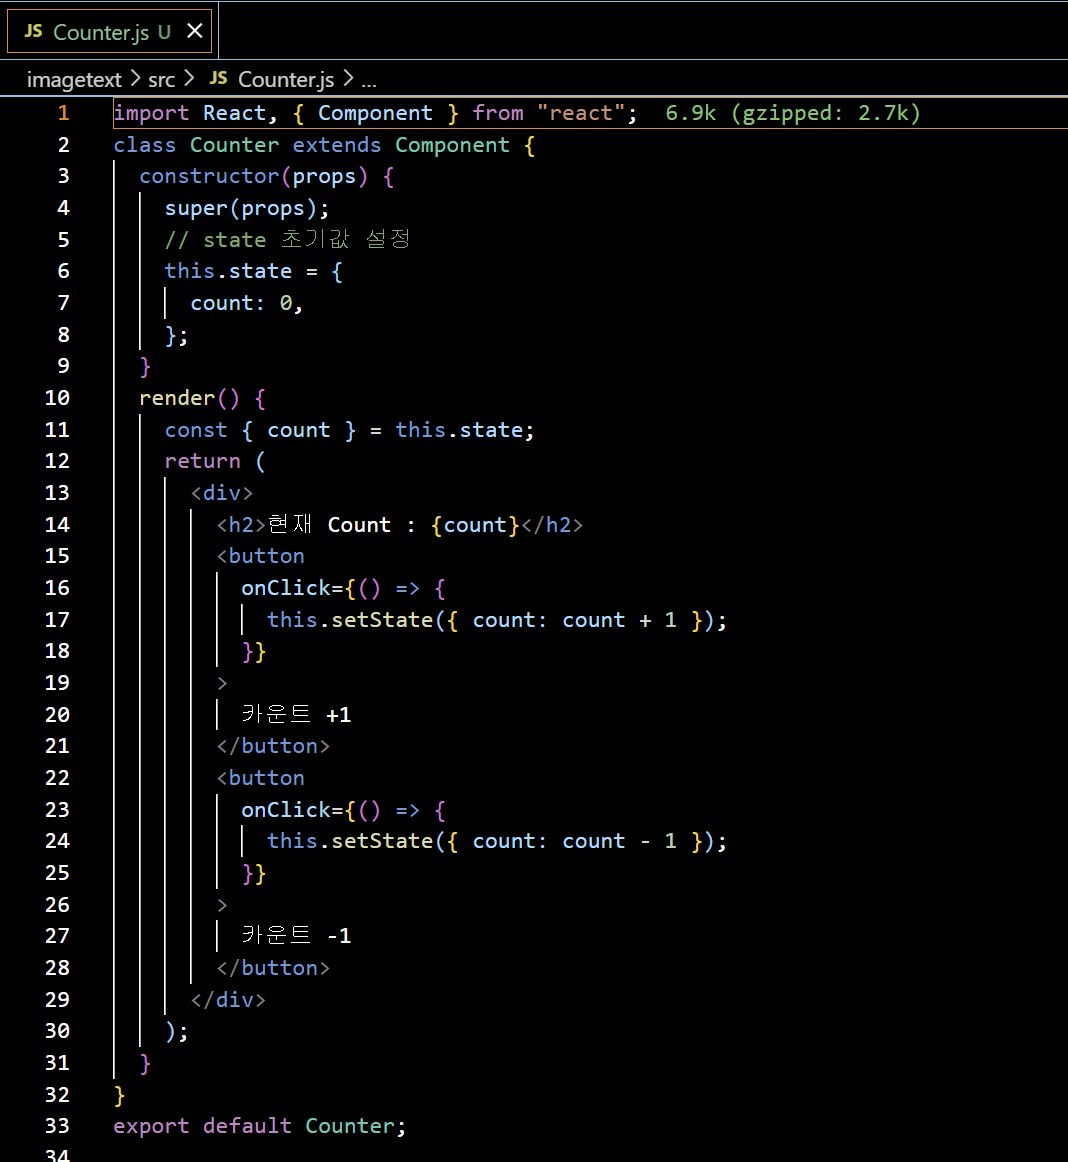 JS Counter.js U ✕
imagetext > src > JS Counter.js > ...
1 import React, { Component } from "react"; 6.9k (gzipped: 2.7k)
2 class Counter extends Component {
3   constructor(props) {
4     super(props);
5     // state 초기값 설정
6     this.state = {
7       count: 0,
8     };
9   }
10   render() {
11     const { count } = this.state;
12     return (
13       <div>
14         <h2>현재 Count : {count}</h2>
15         <button
16           onClick={() => {
17             this.setState({ count: count + 1 });
18           }}
19         >
20           카운트 +1
21         </button>
22         <button
23           onClick={() => {
24             this.setState({ count: count - 1 });
25           }}
26         >
27           카운트 -1
28         </button>
29       </div>
30     );
31   }
32 }
33 export default Counter;
34